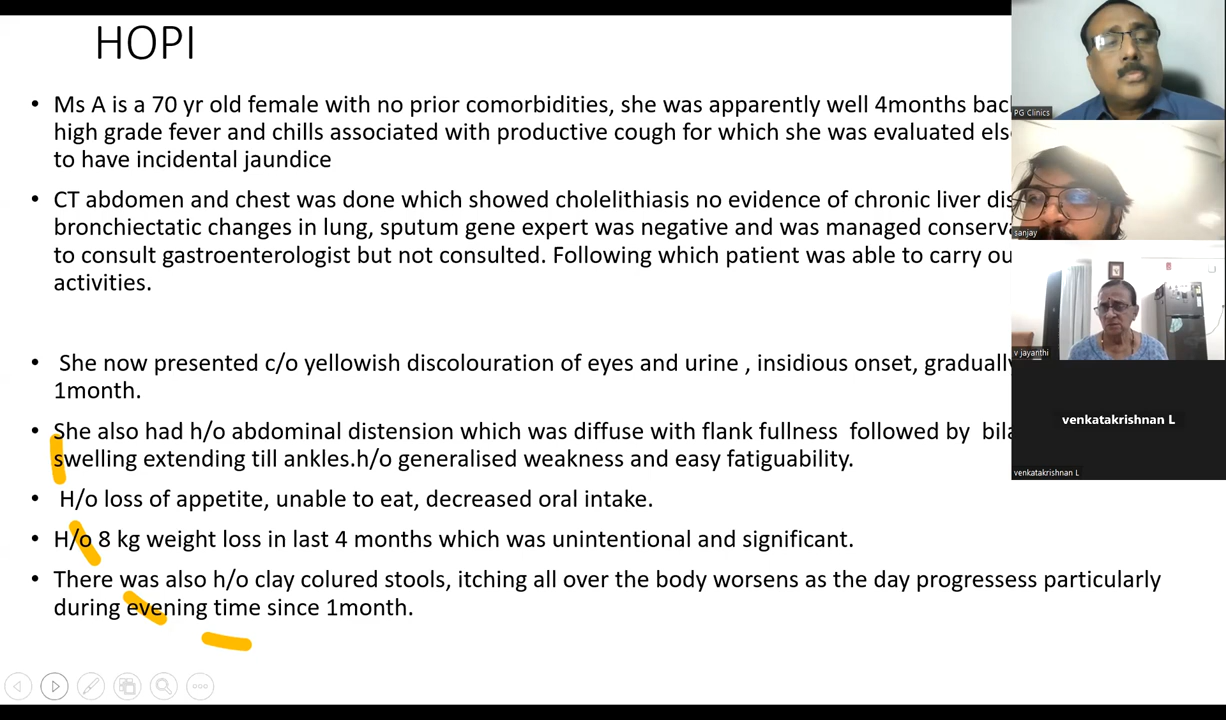 HOPI
• Ms A is a 70 yr old female with no prior comorbidities, she was apparently well 4months
high grade fever and chills associated with productive cough for which she was evaluated
to have incidental jaundice
• CT abdomen and chest was done which showed cholelithiasis no evidence of chronic liver
bronchiectatic changes in lung, sputum gene expert was negative and was managed
to consult gastroenterologist but not consulted. Following which patient was able to carry
activities.
• She now presented c/o yellowish discolouration of eyes and urine , insidious onset,
1month.
• She also had h/o abdominal distension which was diffuse with flank fullness followed by
swelling extending till ankles.h/o generalised weakness and easy fatiguability.
• H/o loss of appetite, unable to eat, decreased oral intake.
• H/o 8 kg weight loss in last 4 months which was unintentional and significant.
• There was also h/o clay colured stools, itching all over the body worsens as the day progressess particularly
during evening time since 1month.
PG Clinics
sanjay
v jayanthi
venkatakrishnan L
venkatakrishnan L